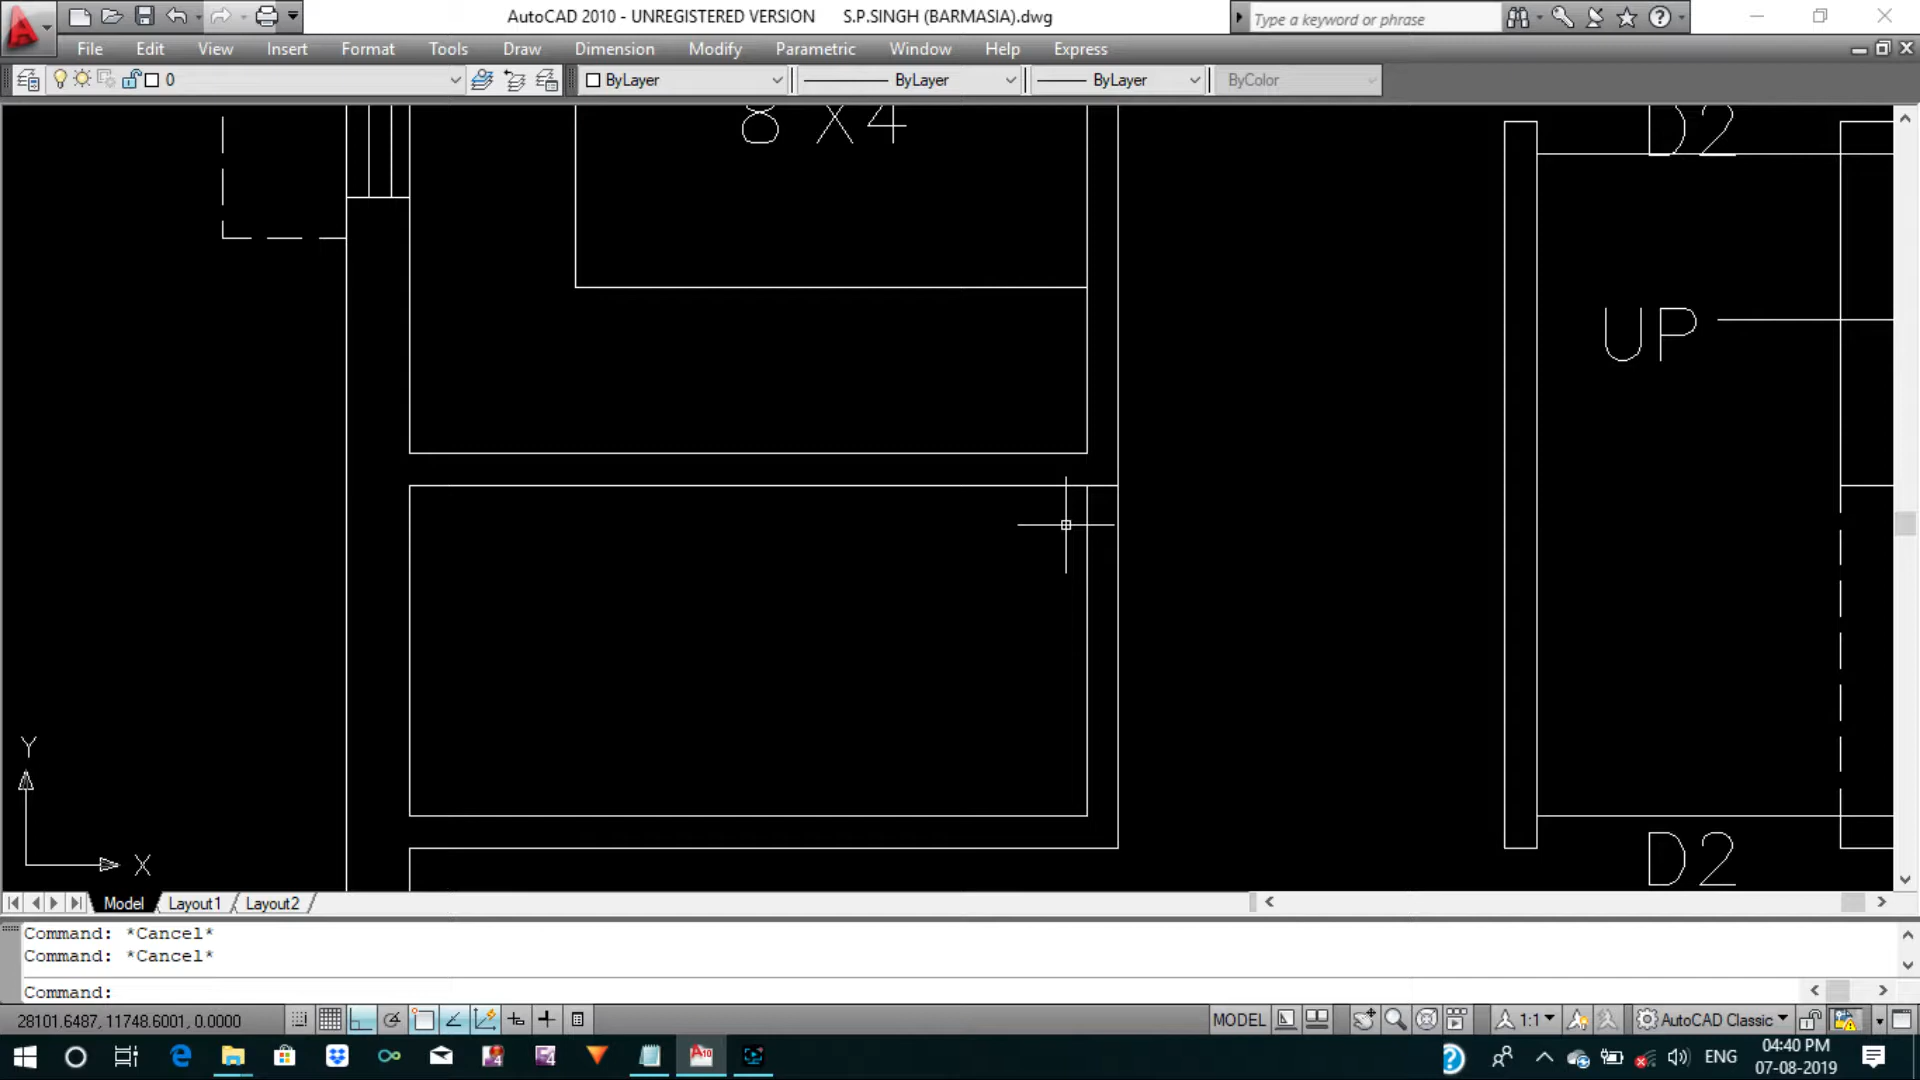 AutoCAD 2010 - UNREGISTERED VERSION S.P.SINGH (BARMASIA).dwg
Type a keyword or phrase
File Edit View Insert Format Tools Draw Dimension Modify Parametric Window Help Express
0 ByLayer ByLayer ByLayer ByColor
8 X4
D2
UP
Y
X
D2
Model Layout1 Layout2
Command: *Cancel*
Command: *Cancel*
Command:
28101.6487, 11748.6001, 0.0000 MODEL 1:1 AutoCAD Classic
ENG
04:40 PM
07-08-2019